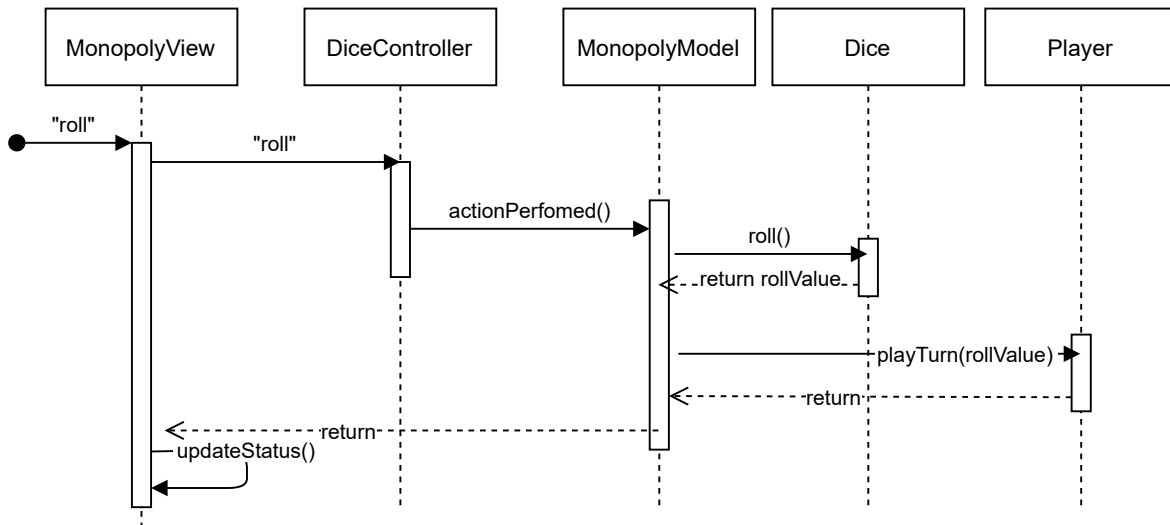 MonopolyView
DiceController
MonopolyModel
Dice
Player
"roll"
"roll"
actionPerfomed()
roll()
return rollValue
playTurn(rollValue)
return
return
updateStatus()